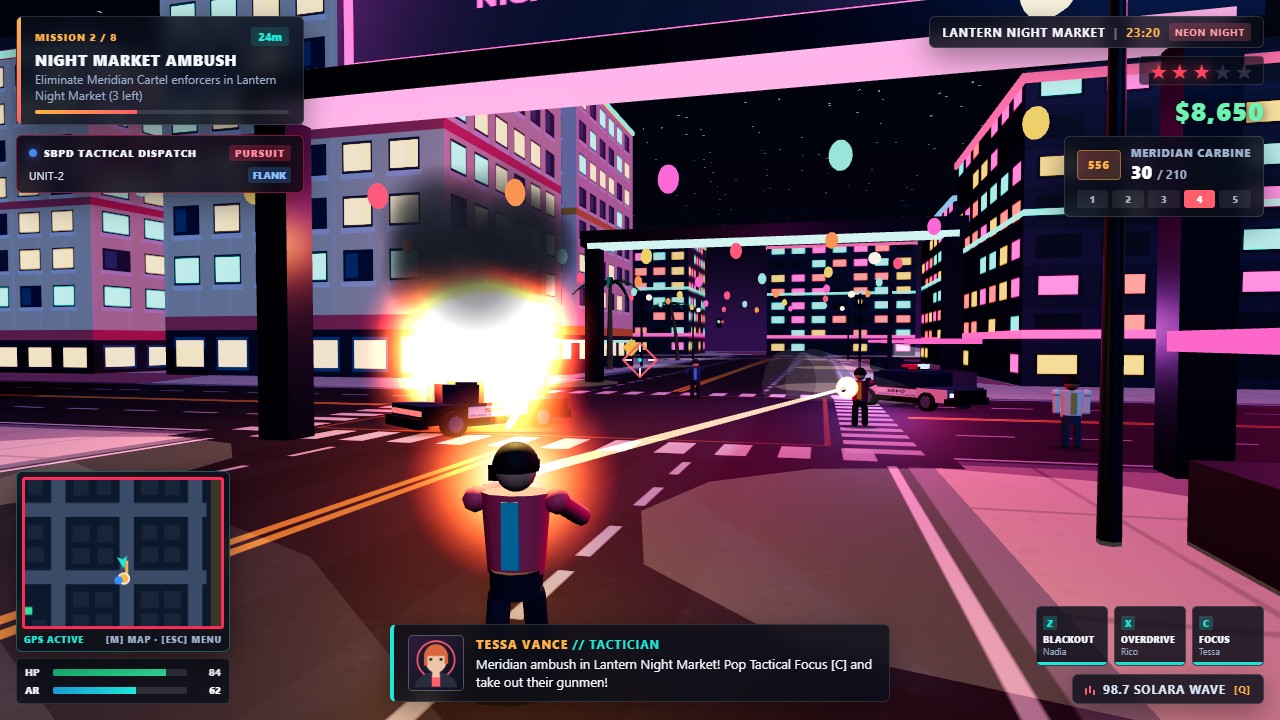 MISSION 2 / 8
24m
NIGHT MARKET AMBUSH
Eliminate Meridian Cartel enforcers in Lantern
Night Market (3 left)
SBPD TACTICAL DISPATCH
PURSUIT
UNIT-2
FLANK
LANTERN NIGHT MARKET | 23:20
NEON NIGHT
$8,650
556
MERIDIAN CARBINE
30 / 210
1 2 3 4 5
SBPD
GPS ACTIVE
[M] MAP • [ESC] MENU
HP 84
AR 62
TESSA VANCE // TACTICIAN
Meridian ambush in Lantern Night Market! Pop Tactical Focus [C] and
take out their gunmen!
Z
BLACKOUT
Nadia
X
OVERDRIVE
Rico
C
FOCUS
Tessa
98.7 SOLARA WAVE [Q]